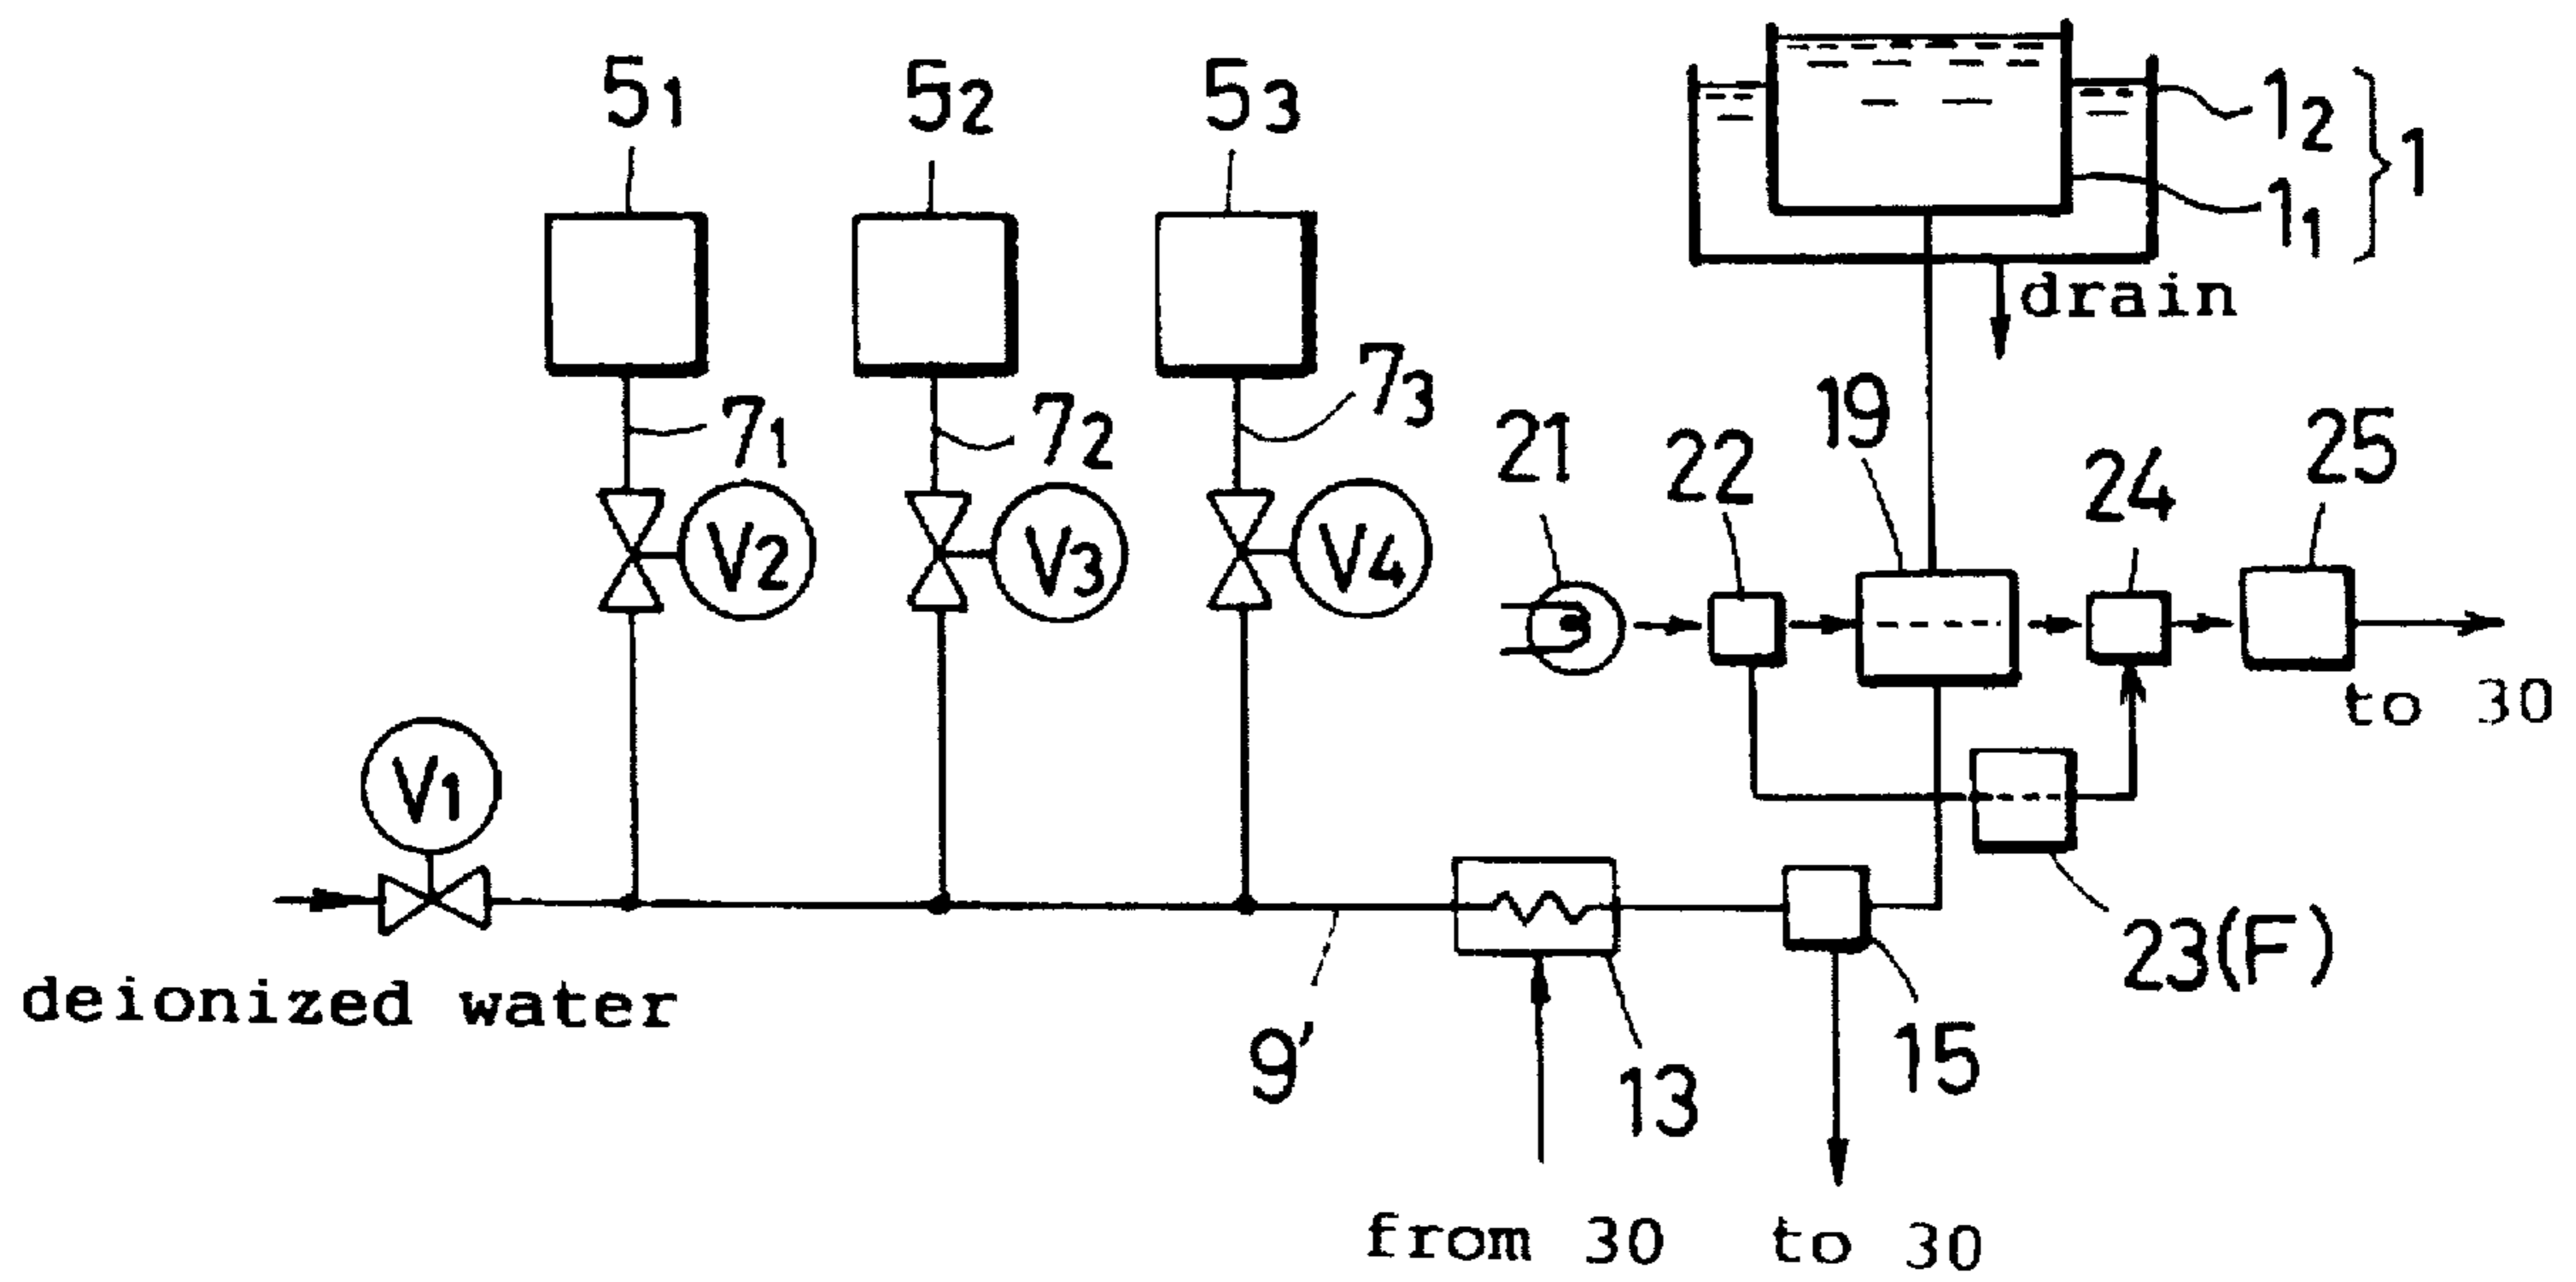 5₁ 5₂ 5₃
1₂
1₁
1
drain
7₁ 7₂ 7₃
21 22 19 24 25
V2 V3 V4
to 30
V1
23(F)
deionized water
9' 13 15
from 30 to 30